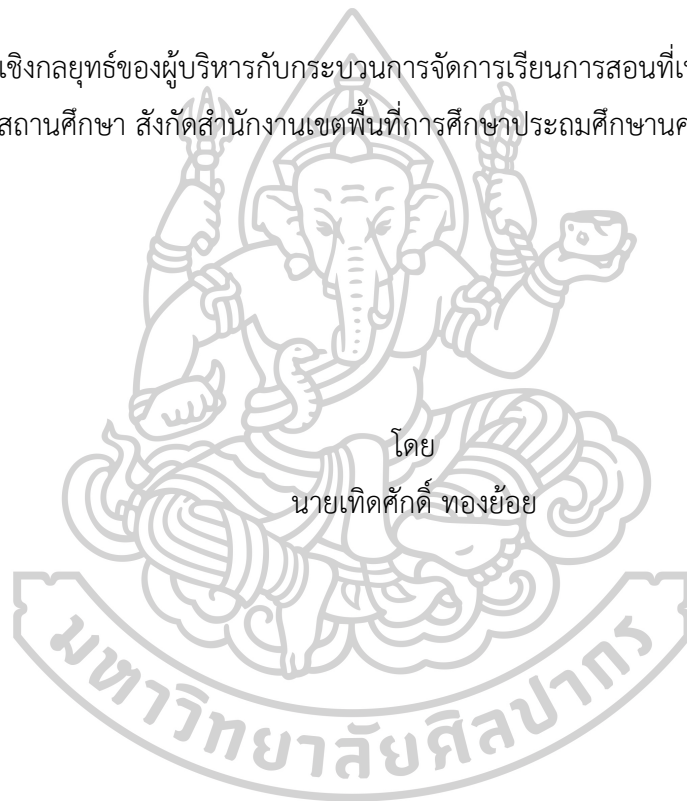 เชิงกลยุทธ์ของผู้บริหารกับกระบวนการจัดการเรียนการสอนที่
สถานศึกษา สังกัดสำนักงานเขตพื้นที่การศึกษาประถมศึกษา
โดย
นายเทิดศักดิ์ ทองย้อย
มหาวิทยาลัยศิลปากร